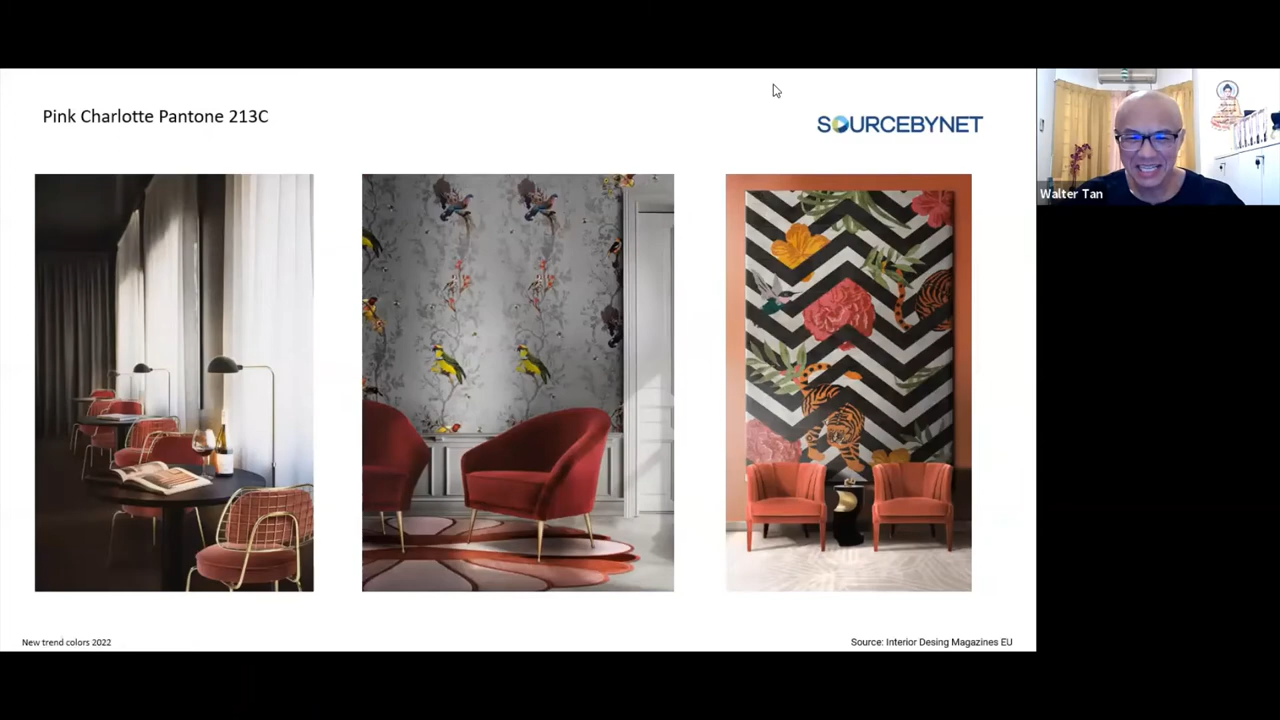 Pink Charlotte Pantone 213C
SOURCEBYNET
Walter Tan
New trend colors 2022
Source: Interior Desing Magazines EU